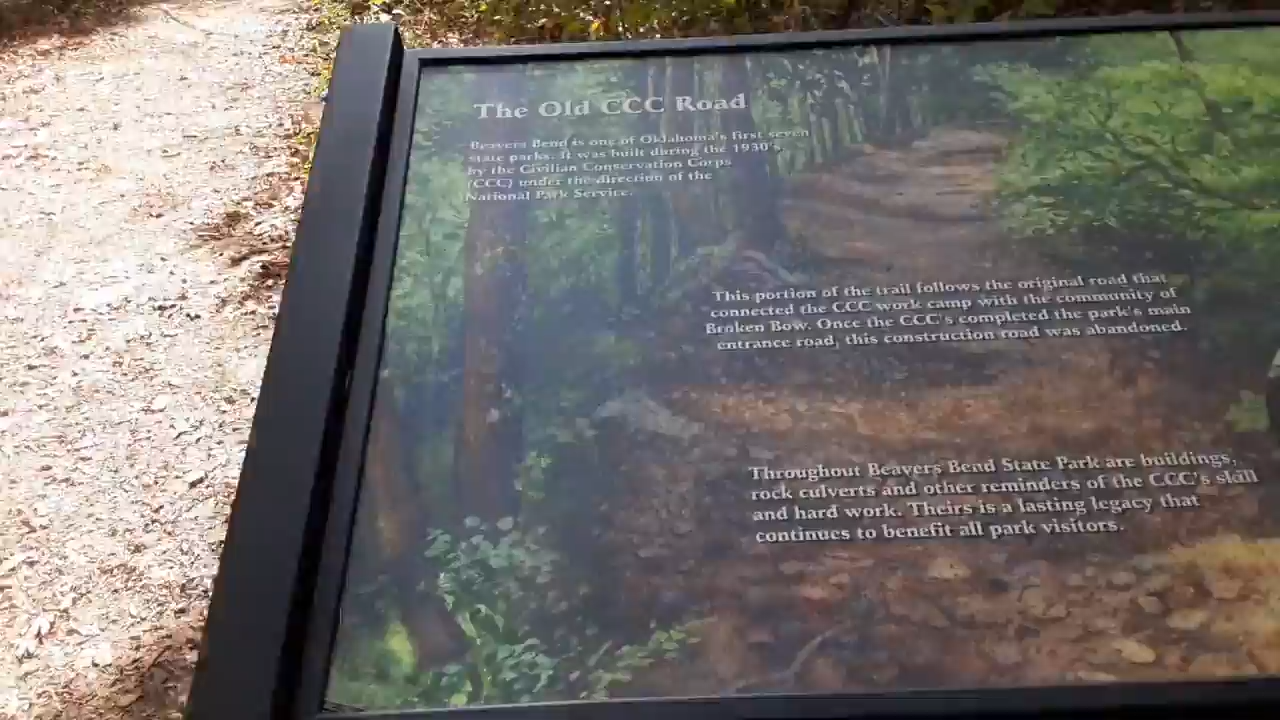 The Old CCC Road
Beavers Bend is one of Oklahoma's first seven
state parks. It was built during the 1930's,
by the Civilian Conservation Corps
(CCC) under the direction of the
National Park Service.
This portion of the trail follows the original road that
connected the CCC work camp with the community of
Broken Bow. Once the CCC's completed the park's main
entrance road, this construction road was abandoned.
Throughout Beavers Bend State Park are buildings,
rock culverts and other reminders of the CCC's skill
and hard work. Theirs is a lasting legacy that
continues to benefit all park visitors.